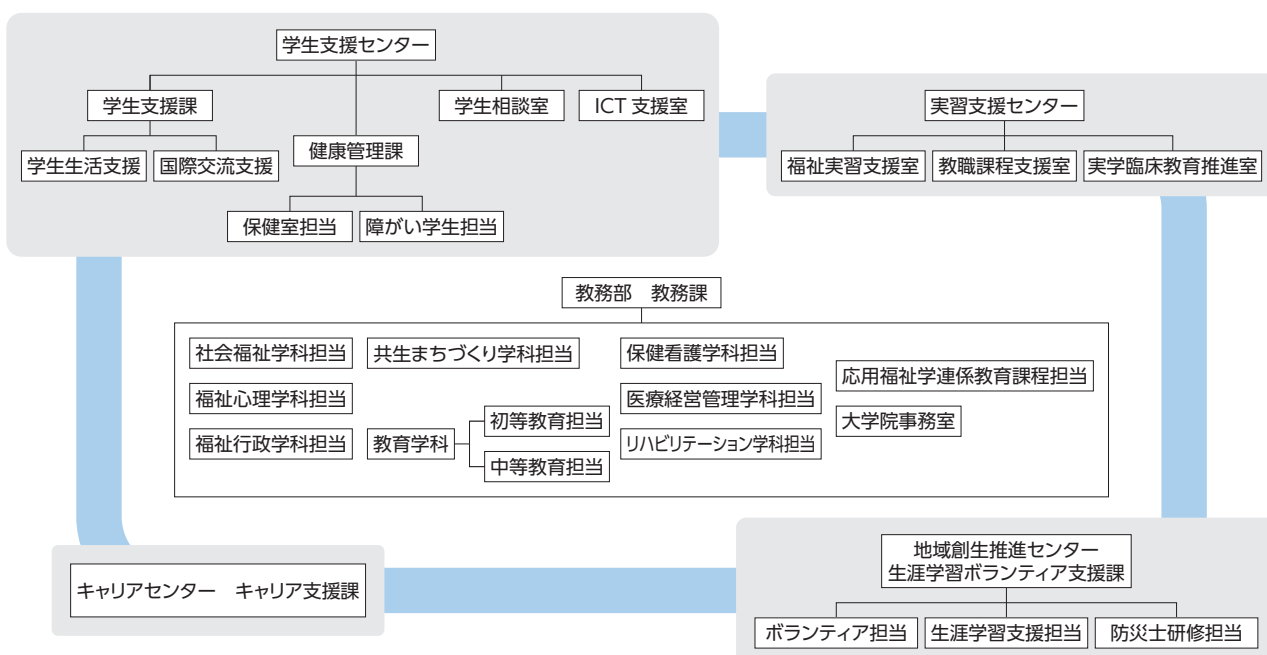 学生支援センター
学生支援課
学生相談室
ICT 支援室
学生生活支援
国際交流支援
健康管理課
保健室担当
障がい学生担当
実習支援センター
福祉実習支援室
教職課程支援室
実学臨床教育推進室
教務部　教務課
社会福祉学科担当
共生まちづくり学科担当
保健看護学科担当
応用福祉学連係教育課程担当
福祉心理学科担当
医療経営管理学科担当
大学院事務室
福祉行政学科担当
教育学科
初等教育担当
中等教育担当
リハビリテーション学科担当
キャリアセンター　キャリア支援課
地域創生推進センター
生涯学習ボランティア支援課
ボランティア担当
生涯学習支援担当
防災士研修担当